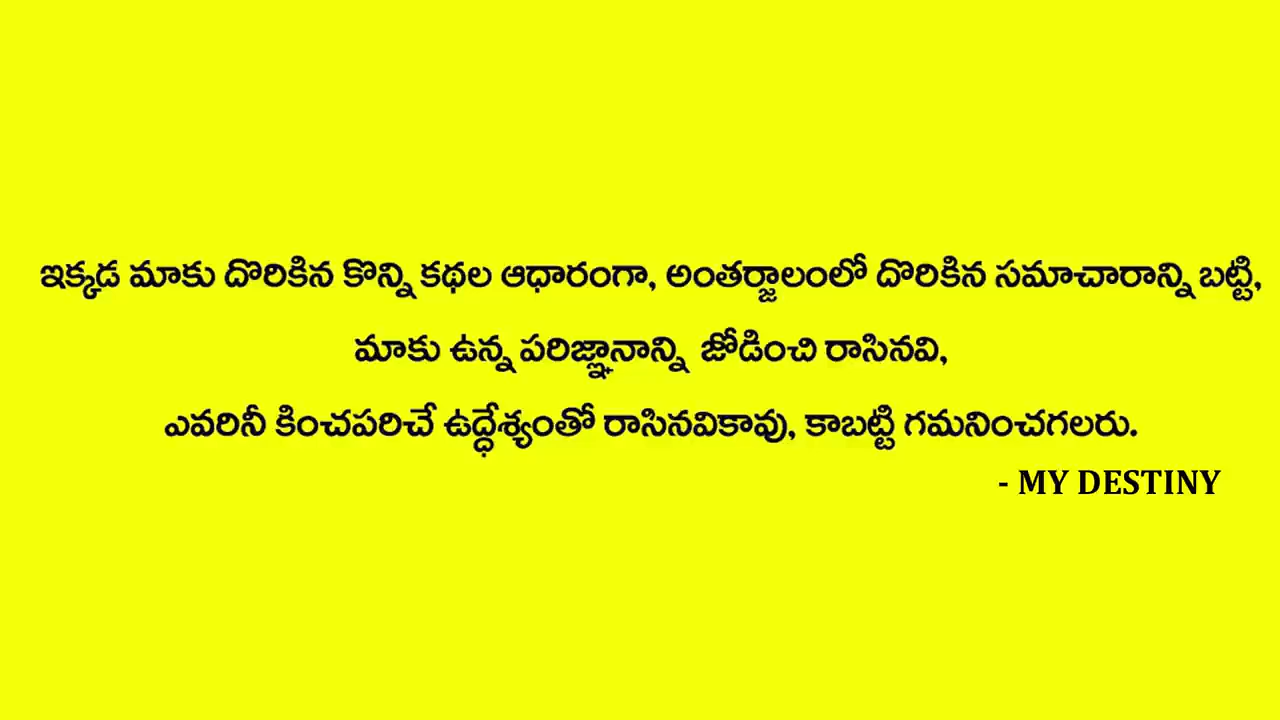 ఇక్కడ మాకు దొరికిన కొన్ని కథల ఆధారంగా, అంతర్జాలంలో దొరికిన సమాచారాన్ని బట్టి,
మాకు ఉన్న పరిజ్ఞానాన్ని జోడించి రాసినవి,
ఎవరినీ కించపరిచే ఉద్ధేశ్యంతో రాసినవికావు, కాబట్టి గమనించగలరు.
- MY DESTINY